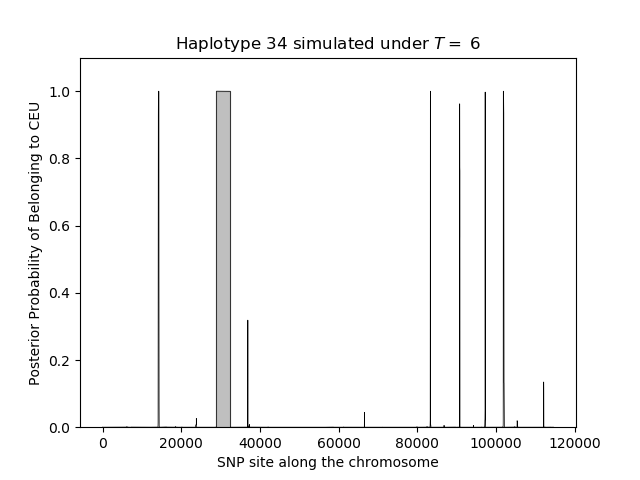 Haplotype 34 simulated under T = 6
Posterior Probability of Belonging to CEU
1.0
0.8
0.6
0.4
0.2
0.0
0 20000 40000 60000 80000 100000 120000
SNP site along the chromosome